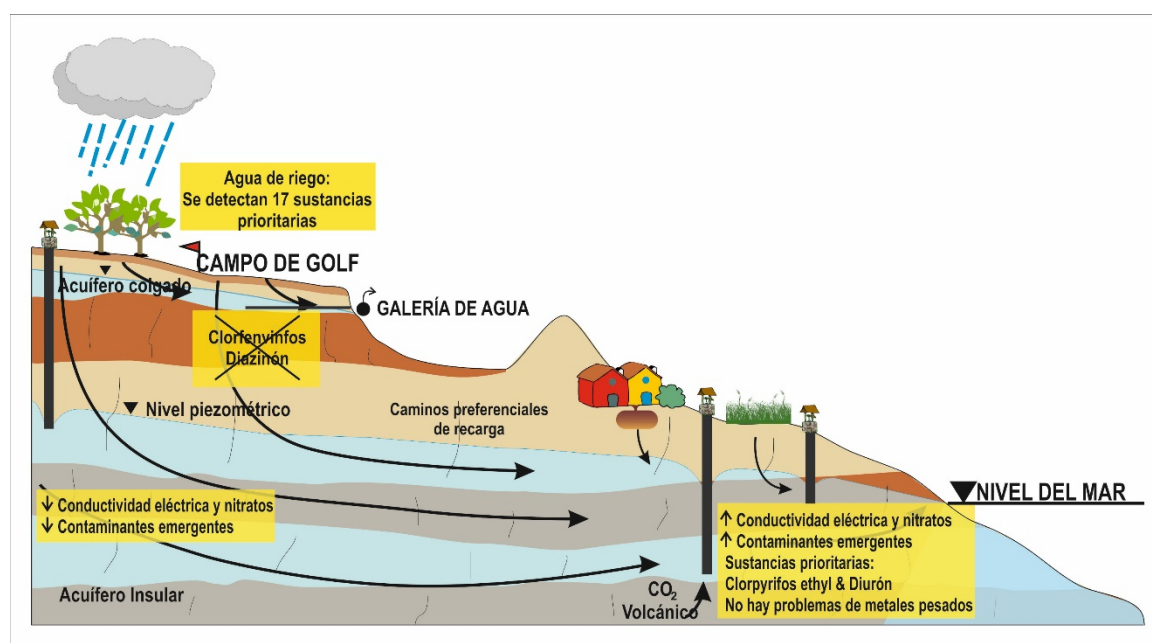 Agua de riego:
Se detectan 17 sustancias
prioritarias
CAMPO DE GOLF
Acuífero colgado
GALERÍA DE AGUA
Clorfenvinfos
Diazinón
Nivel piezométrico
Caminos preferenciales
de recarga
NIVEL DEL MAR
↓ Conductividad eléctrica y nitratos
↓ Contaminantes emergentes
↑ Conductividad eléctrica y nitratos
↑ Contaminantes emergentes
Sustancias prioritarias:
Clorpyrifos ethyl & Diurón
No hay problemas de metales pesados
Acuífero Insular
CO₂
Volcánico